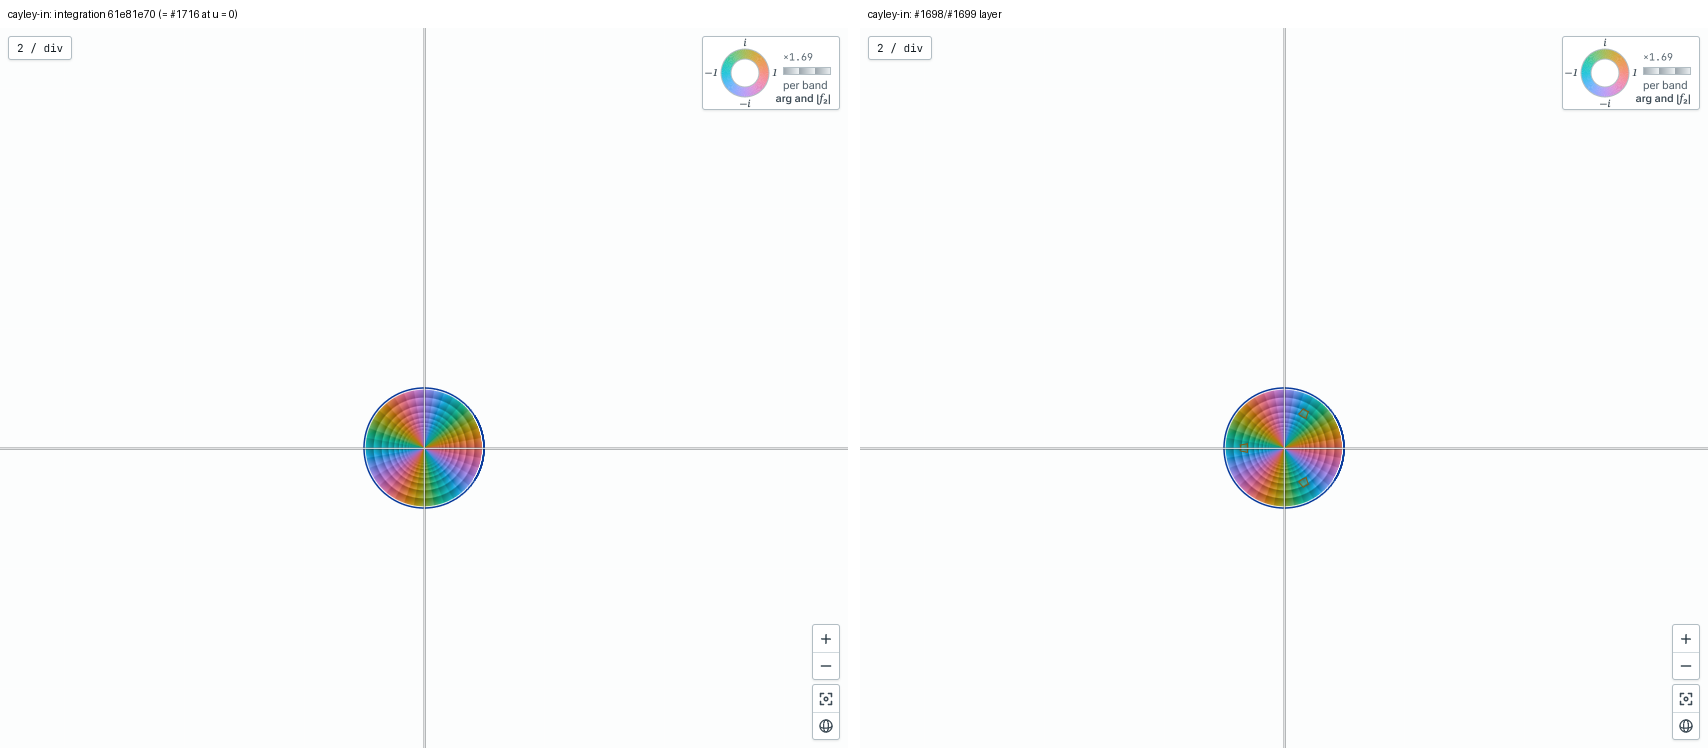 cayley-in: integration 61e81e70 (= #1716 at u = 0)
2 / div
i
−1
1
−i
×1.69
per band
arg and |f₂|
cayley-in: #1698/#1699 layer
2 / div
i
−1
1
−i
×1.69
per band
arg and |f₂|